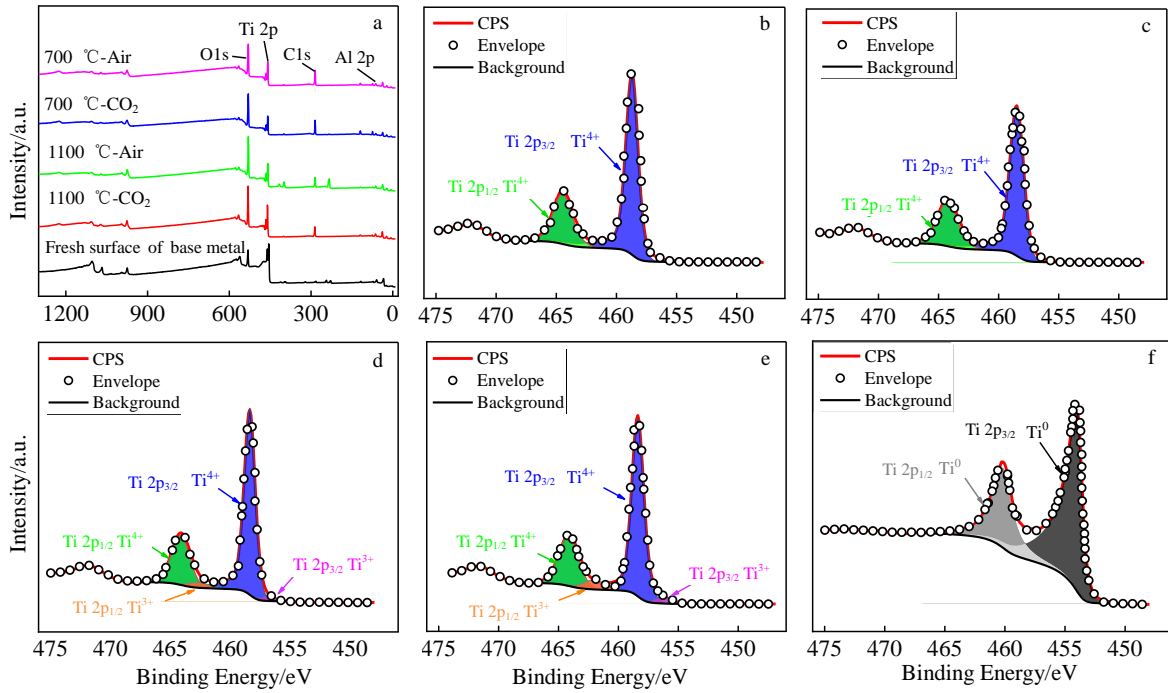 Intensity/a.u.
a
700 ℃-Air
O1s
Ti 2p
C1s
Al 2p
700 ℃-CO₂
1100 ℃-Air
1100 ℃-CO₂
Fresh surface of base metal
1200 900 600 300 0
b
CPS
Envelope
Background
Ti 2p₃/₂ Ti⁴⁺
Ti 2p₁/₂ Ti⁴⁺
475 470 465 460 455 450
c
CPS
Envelope
Background
Ti 2p₃/₂ Ti⁴⁺
Ti 2p₁/₂ Ti⁴⁺
475 470 465 460 455 450
Intensity/a.u.
d
CPS
Envelope
Background
Ti 2p₃/₂ Ti⁴⁺
Ti 2p₁/₂ Ti⁴⁺
Ti 2p₃/₂ Ti³⁺
Ti 2p₁/₂ Ti³⁺
475 470 465 460 455 450
Binding Energy/eV
e
CPS
Envelope
Background
Ti 2p₃/₂ Ti⁴⁺
Ti 2p₁/₂ Ti⁴⁺
Ti 2p₃/₂ Ti³⁺
Ti 2p₁/₂ Ti³⁺
475 470 465 460 455 450
Binding Energy/eV
f
CPS
Envelope
Background
Ti 2p₃/₂ Ti⁰
Ti 2p₁/₂ Ti⁰
475 470 465 460 455 450
Binding Energy/eV